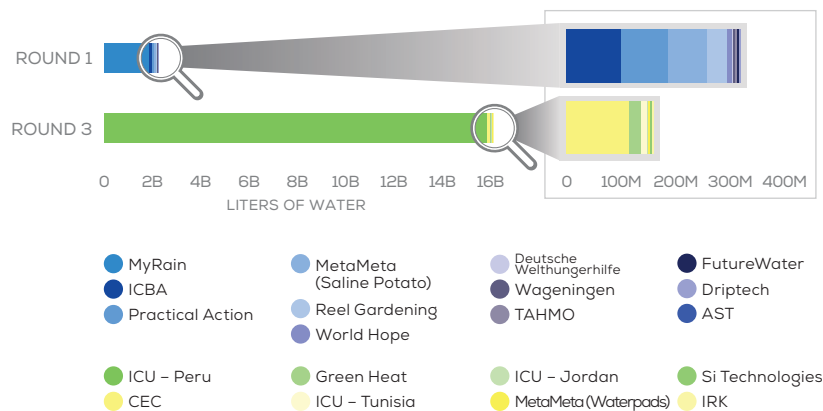 ROUND 1
ROUND 3
0 2B 4B 6B 8B 10B 12B 14B 16B
LITERS OF WATER
0 100M 200M 300M 400M
MyRain
ICBA
Practical Action
MetaMeta
(Saline Potato)
Reel Gardening
World Hope
Deutsche
Welthungerhilfe
Wageningen
TAHMO
FutureWater
Driptech
AST
ICU – Peru
CEC
Green Heat
ICU – Tunisia
ICU – Jordan
MetaMeta (Waterpads)
Si Technologies
IRK